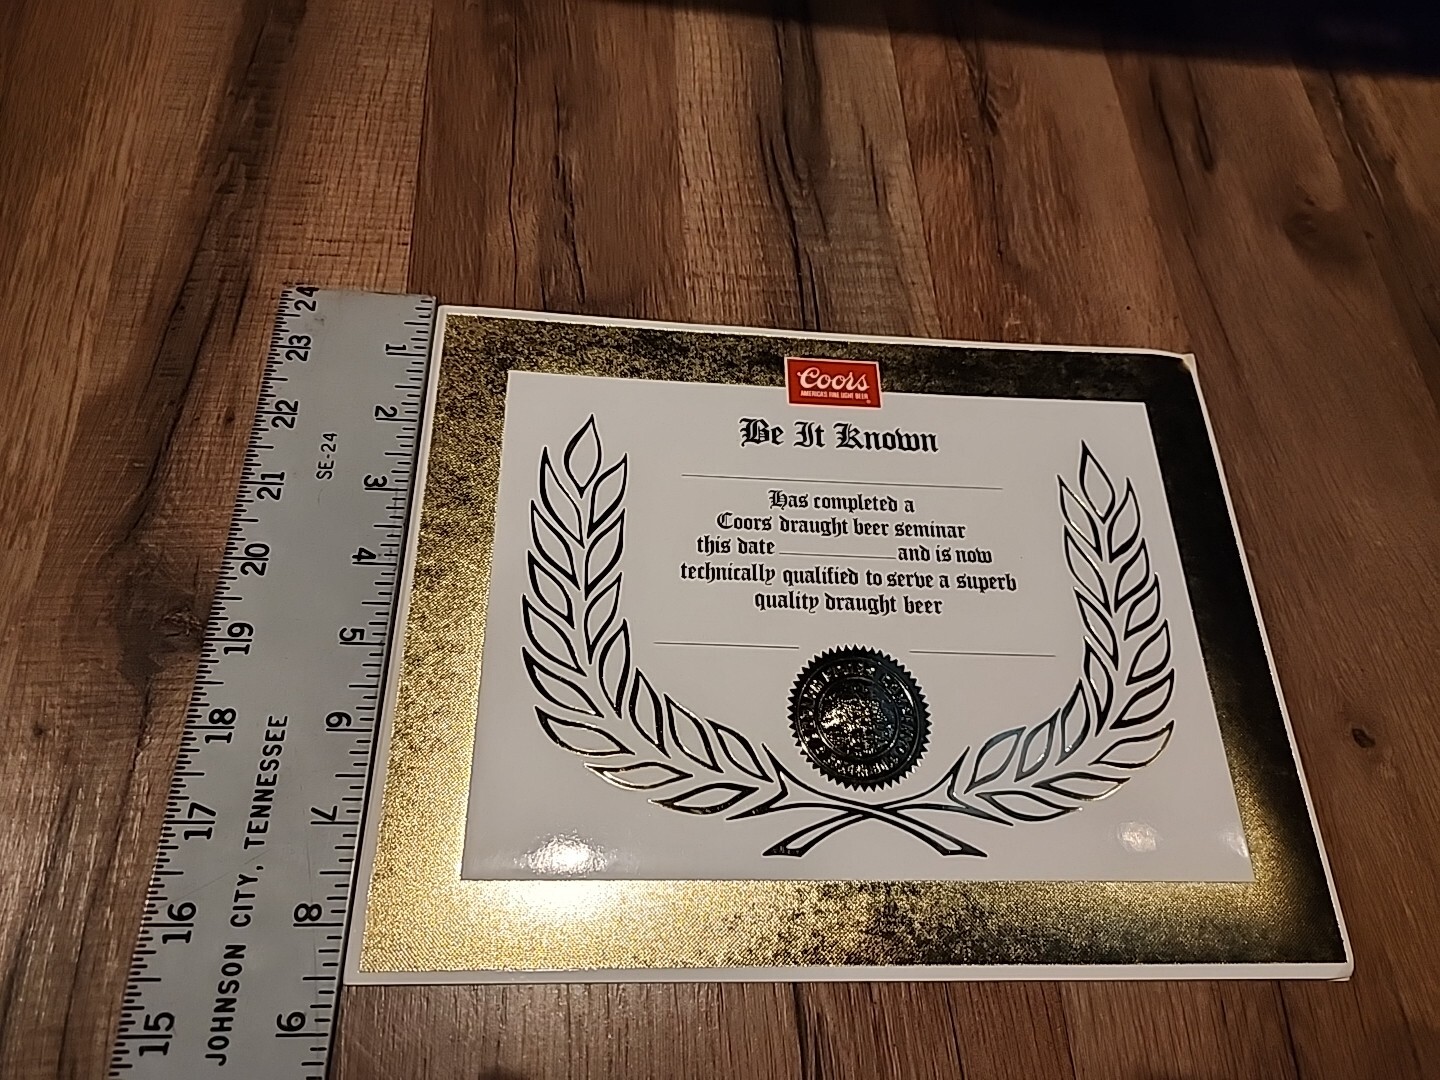 Coors
AMERICA'S FINE LIGHT BEER
Be It Known
Has completed a
Coors draught beer seminar
this date __________ and is now
technically qualified to serve a superb
quality draught beer
1 2 3 4 5 6 7 8 9
24 23 22 21 20 19 18 17 16 15
SE-24
JOHNSON CITY, TENNESSEE